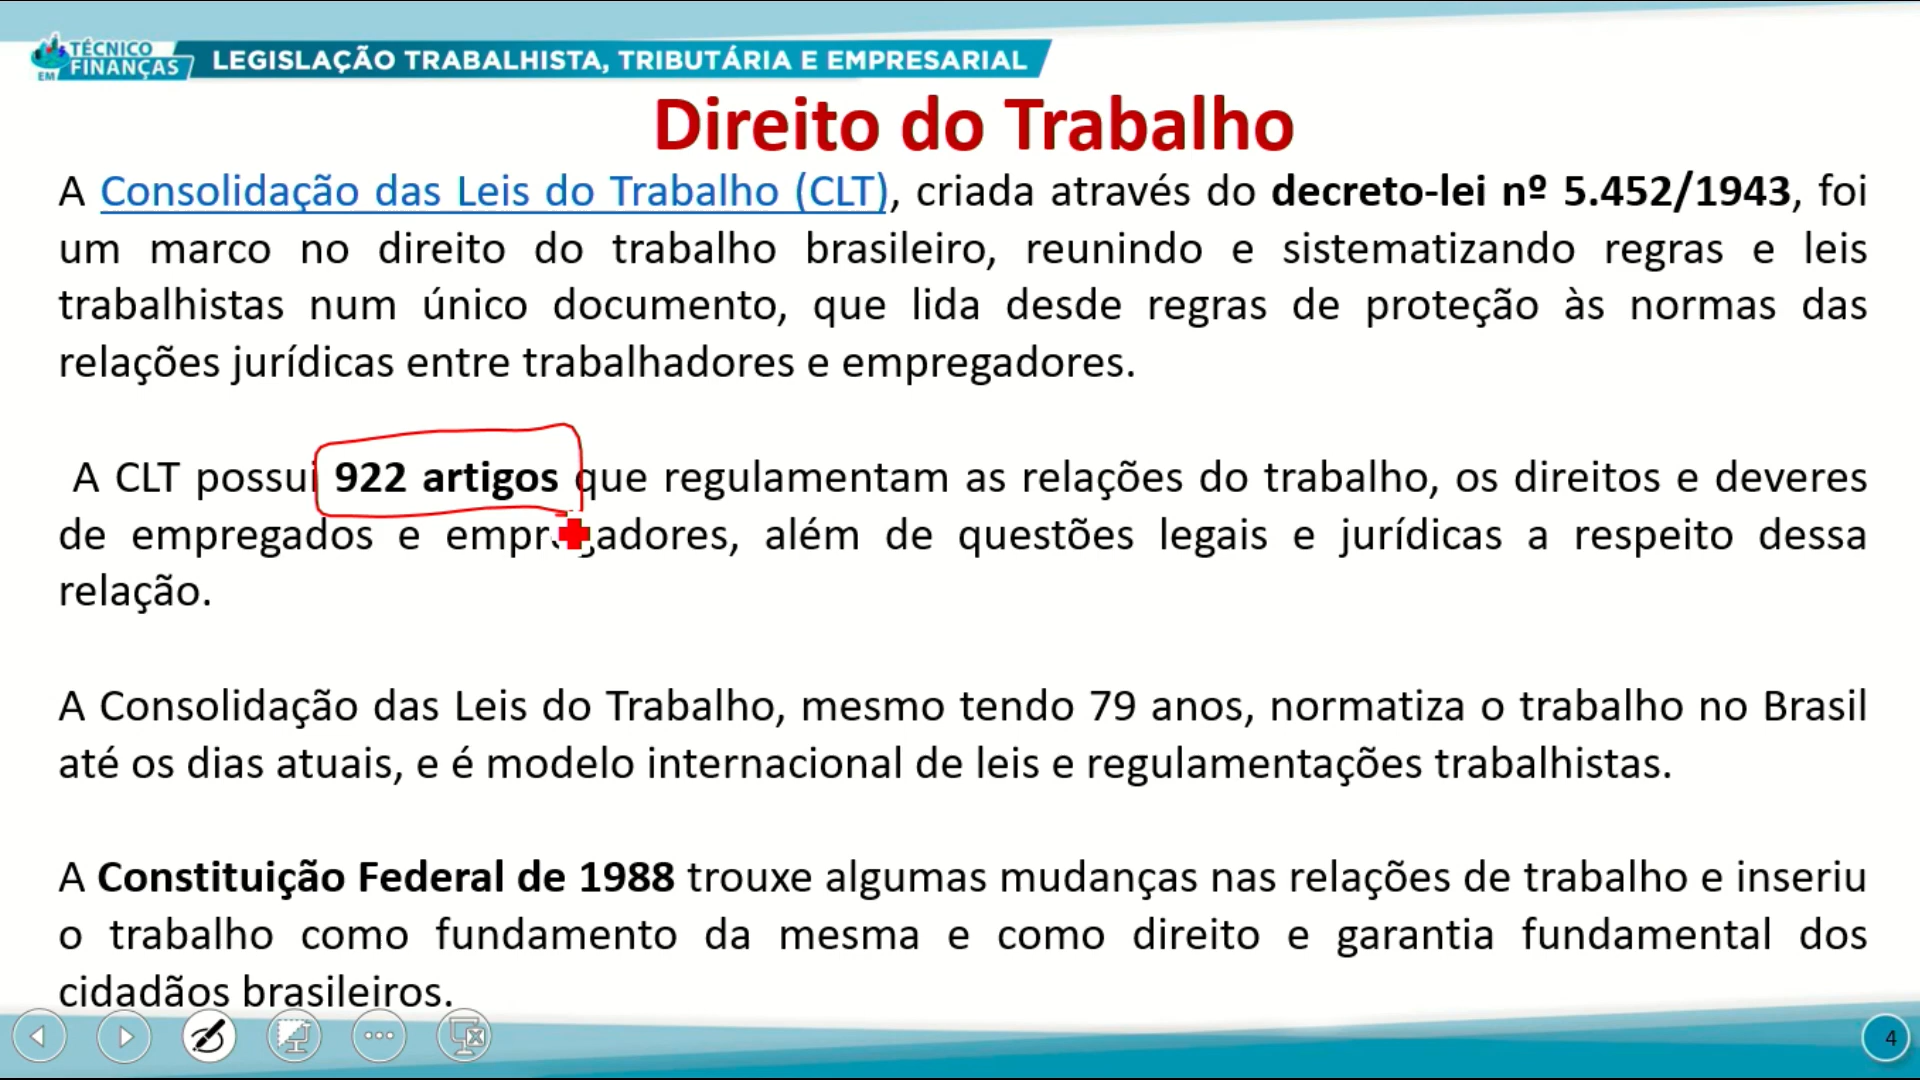 TÉCNICO
EM FINANÇAS
LEGISLAÇÃO TRABALHISTA, TRIBUTÁRIA E EMPRESARIAL
Direito do Trabalho
A Consolidação das Leis do Trabalho (CLT), criada através do decreto-lei nº 5.452/1943, foi
um marco no direito do trabalho brasileiro, reunindo e sistematizando regras e leis
trabalhistas num único documento, que lida desde regras de proteção às normas das
relações jurídicas entre trabalhadores e empregadores.
A CLT possui 922 artigos que regulamentam as relações do trabalho, os direitos e deveres
de empregados e empregadores, além de questões legais e jurídicas a respeito dessa
relação.
A Consolidação das Leis do Trabalho, mesmo tendo 79 anos, normatiza o trabalho no Brasil
até os dias atuais, e é modelo internacional de leis e regulamentações trabalhistas.
A Constituição Federal de 1988 trouxe algumas mudanças nas relações de trabalho e inseriu
o trabalho como fundamento da mesma e como direito e garantia fundamental dos
cidadãos brasileiros.
4